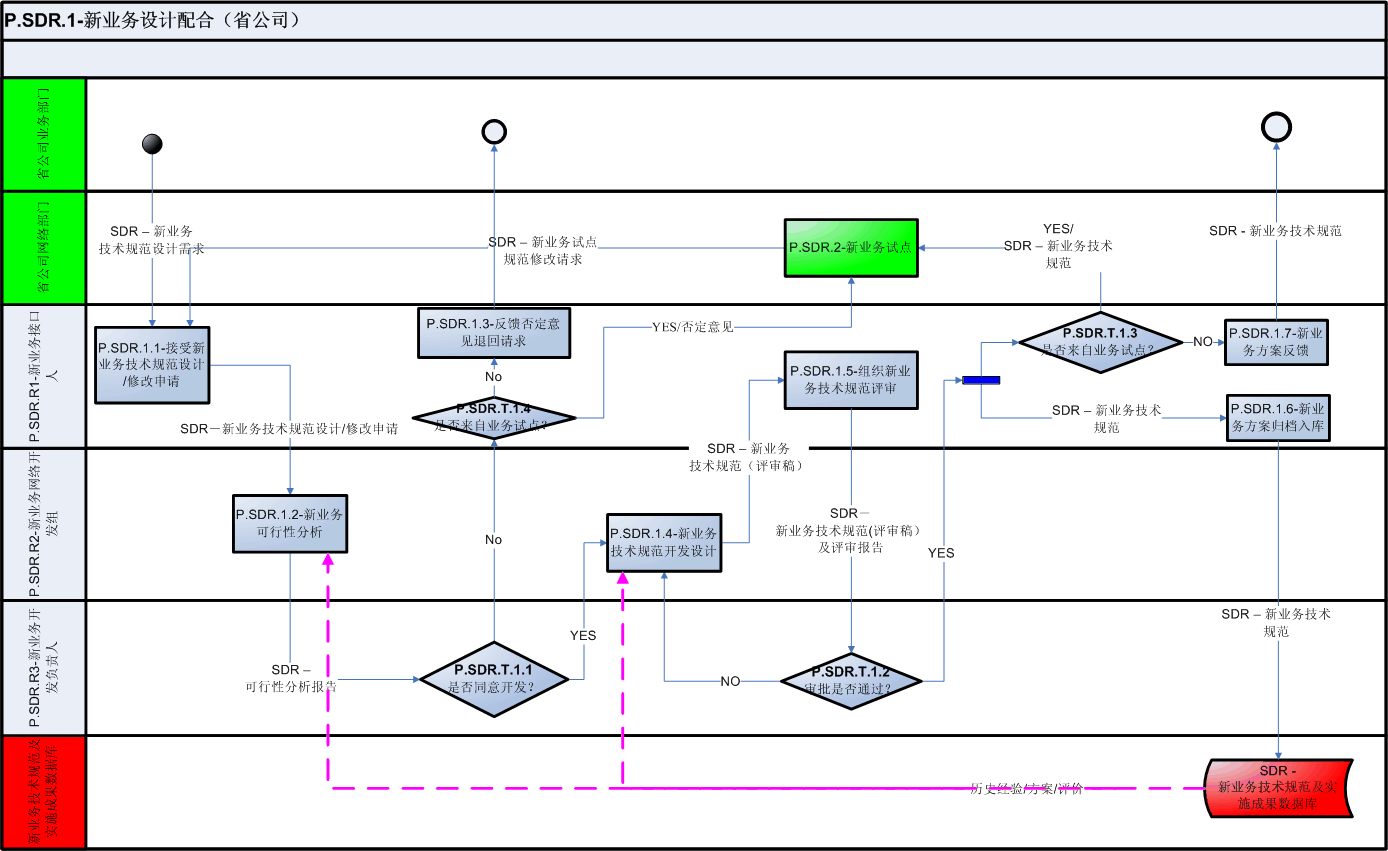 P.SDR.1-新业务设计配合（省公司）
省公司业务部门
省公司网络部门
SDR – 新业务
技术规范设计需求
SDR – 新业务试点
规范修改请求
P.SDR.2-新业务试点
YES/
SDR – 新业务技术
规范
SDR - 新业务技术规范
P.SDR.R1-新业务接口
人
P.SDR.1.1-接受新
业务技术规范设计
/修改申请
P.SDR.1.3-反馈否定意
见退回请求
YES/否定意见
No
P.SDR.T.1.4
是否来自业务试点？
SDR－新业务技术规范设计/修改申请
P.SDR.1.5-组织新业
务技术规范评审
P.SDR.T.1.3
是否来自业务试点？
NO
P.SDR.1.7-新业
务方案反馈
SDR – 新业务技术
规范
P.SDR.1.6-新业
务方案归档入库
P.SDR.R2-新业务网络开
发组
SDR – 新业务
技术规范（评审稿）
P.SDR.1.2-新业务
可行性分析
No
P.SDR.1.4-新业务
技术规范开发设计
SDR－
新业务技术规范(评审稿）
及评审报告
YES
P.SDR.R3-新业务开
发负责人
SDR –
可行性分析报告
P.SDR.T.1.1
是否同意开发？
YES
NO
P.SDR.T.1.2
审批是否通过？
SDR – 新业务技术
规范
新业务技术规范及
实施成果数据库
历史经验/方案/评价
SDR -
新业务技术规范及实
施成果数据库